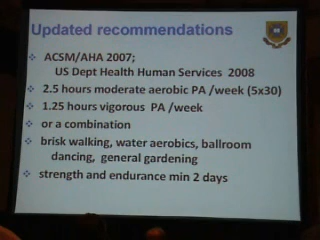 Updated recommendations
ACSM/AHA 2007;
US Dept Health Human Services 2008
2.5 hours moderate aerobic PA /week (5x30)
1.25 hours vigorous PA /week
or a combination
brisk walking, water aerobics, ballroom
dancing, general gardening
strength and endurance min 2 days